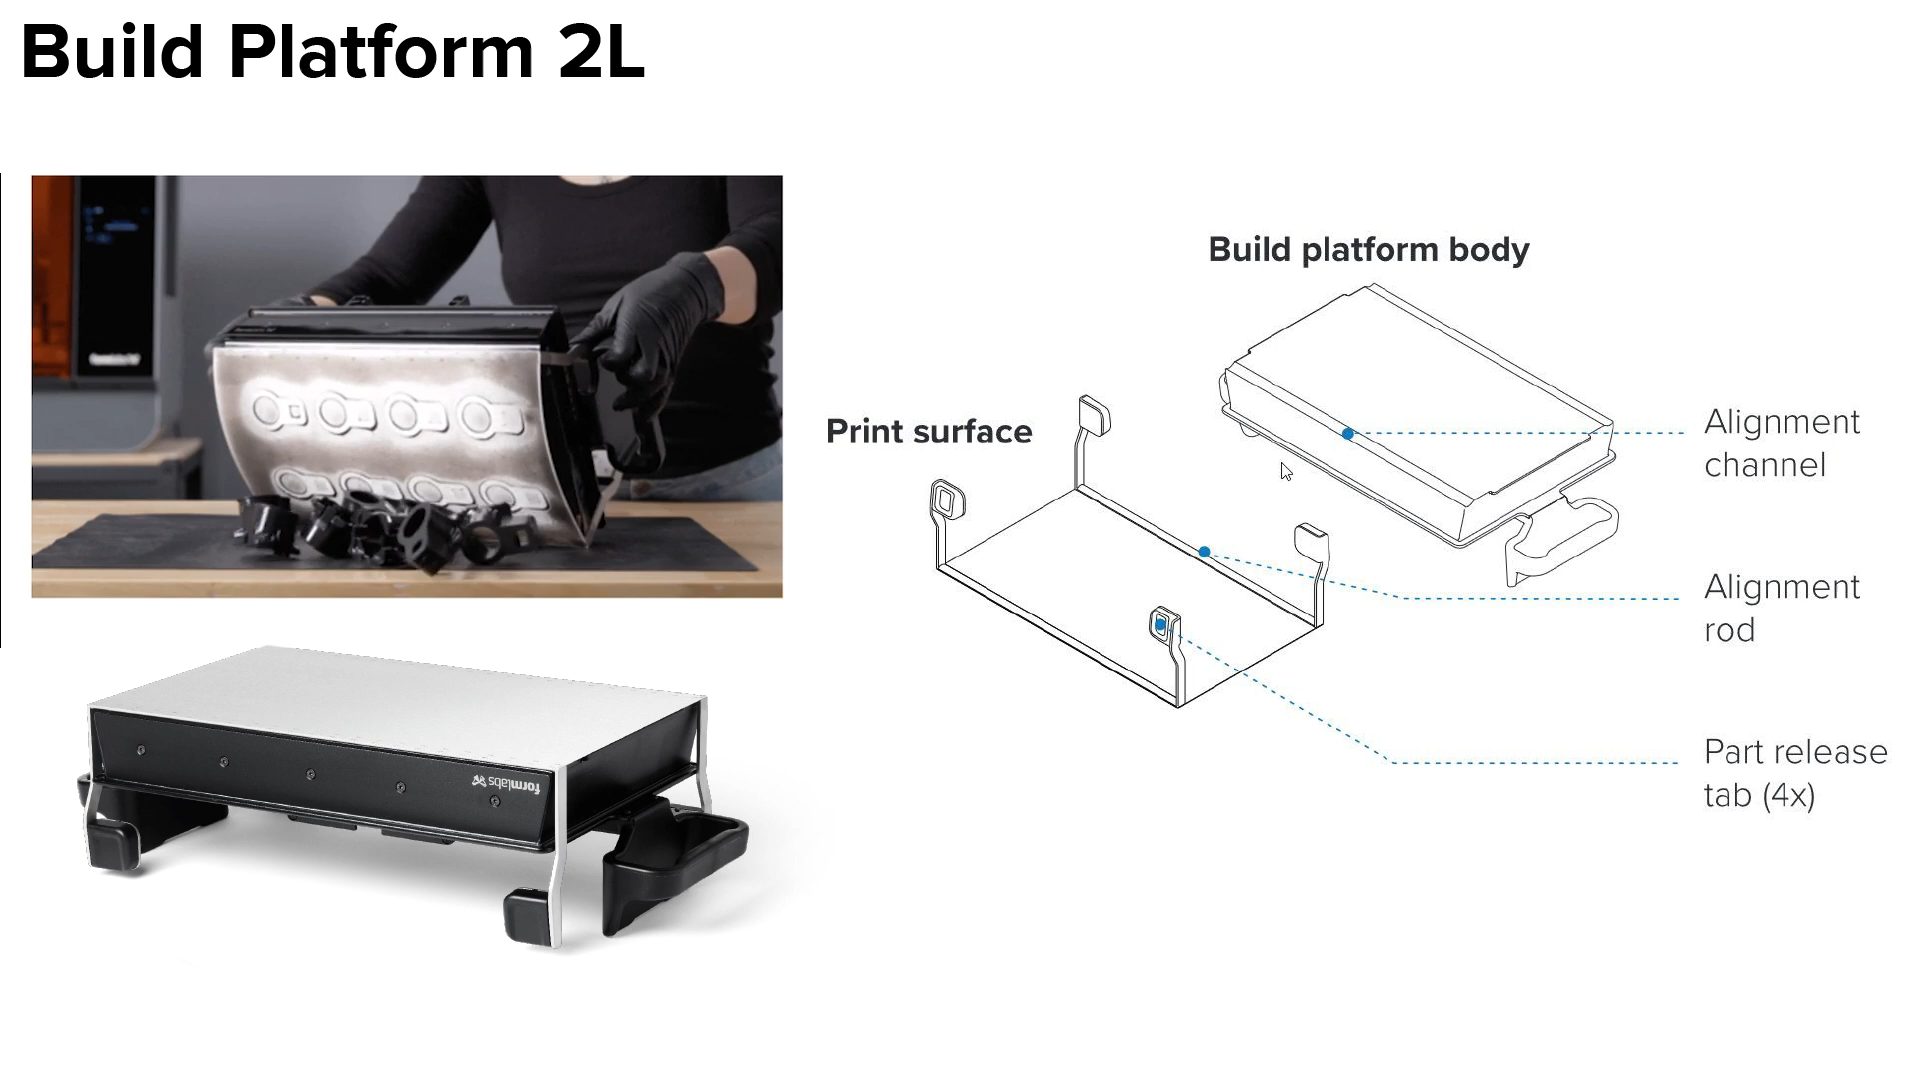 Build Platform 2L
Build platform body
Print surface
Alignment
channel
Alignment
rod
Part release
tab (4x)
formlabs